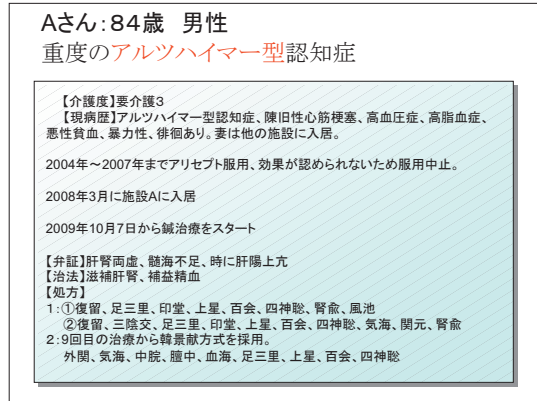 Aさん:84歳 男性
重度のアルツハイマー型認知症
【介護度】要介護3
【現病歴】アルツハイマー型認知症、陳旧性心筋梗塞、高血圧症、高脂血症、
悪性貧血、暴力性、徘徊あり。妻は他の施設に入居。
2004年~2007年までアリセプト服用、効果が認められないため服用中止。
2008年3月に施設Aに入居
2009年10月7日から鍼治療をスタート
【弁証】肝腎両虚、髄海不足、時に肝陽上亢
【治法】滋補肝腎、補益精血
【処方】
1:①復留、足三里、印堂、上星、百会、四神聡、腎兪、風池
②復留、三陰交、足三里、印堂、上星、百会、四神聡、気海、関元、腎兪
2:9回目の治療から韓景献方式を採用。
外関、気海、中脘、膻中、血海、足三里、上星、百会、四神聡